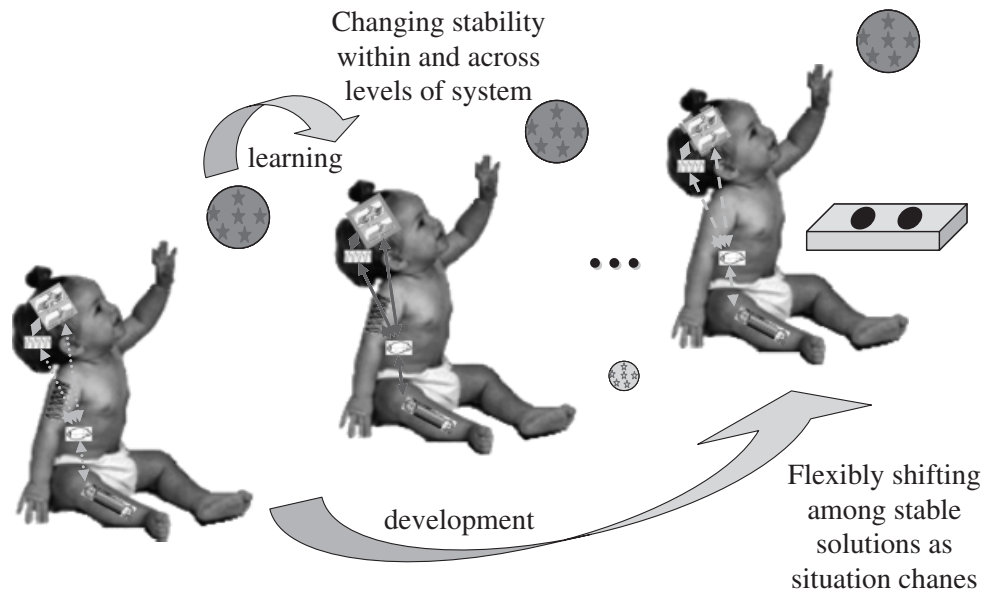 Changing stability
within and across
levels of system
learning
development
Flexibly shifting
among stable
solutions as
situation chanes